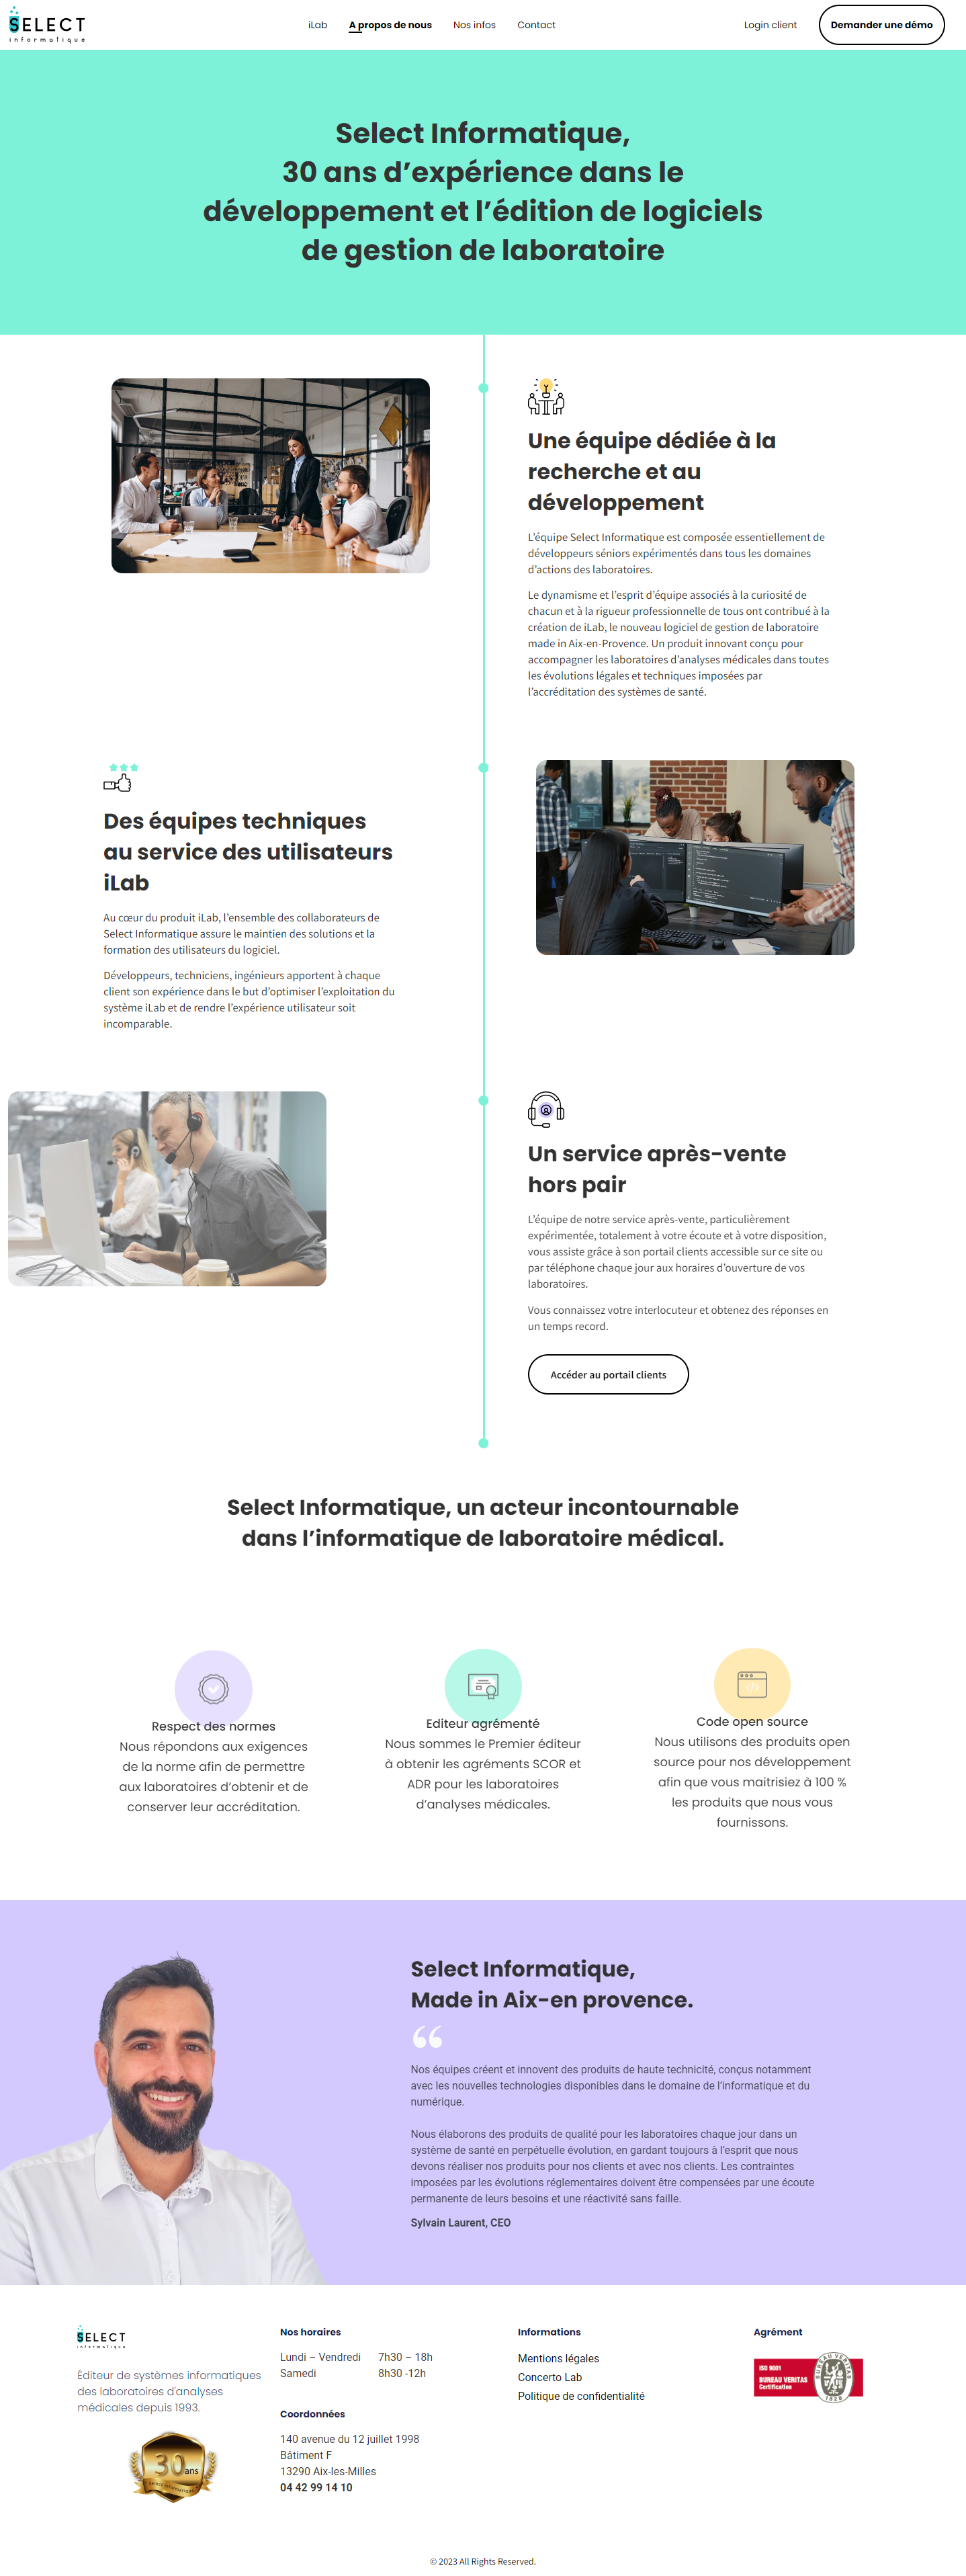 SELECT
informatique
iLab
A propos de nous
Nos infos
Contact
Login client
Demander une démo
Select Informatique,
30 ans d’expérience dans le
développement et l’édition de logiciels
de gestion de laboratoire
Une équipe dédiée à la
recherche et au
développement
L’équipe Select Informatique est composée essentiellement de
développeurs séniors expérimentés dans tous les domaines
d’actions des laboratoires.
Le dynamisme et l’esprit d’équipe associés à la curiosité de
chacun et à la rigueur professionnelle de tous ont contribué à la
création de iLab, le nouveau logiciel de gestion de laboratoire
made in Aix-en-Provence. Un produit innovant conçu pour
accompagner les laboratoires d’analyses médicales dans toutes
les évolutions légales et techniques imposées par
l’accréditation des systèmes de santé.
Des équipes techniques
au service des utilisateurs
iLab
Au cœur du produit iLab, l’ensemble des collaborateurs de
Select Informatique assure le maintien des solutions et la
formation des utilisateurs du logiciel.
Développeurs, techniciens, ingénieurs apportent à chaque
client son expérience dans le but d’optimiser l’exploitation du
système iLab et de rendre l’expérience utilisateur soit
incomparable.
Un service après-vente
hors pair
L’équipe de notre service après-vente, particulièrement
expérimentée, totalement à votre écoute et à votre disposition,
vous assiste grâce à son portail clients accessible sur ce site ou
par téléphone chaque jour aux horaires d’ouverture de vos
laboratoires.
Vous connaissez votre interlocuteur et obtenez des réponses en
un temps record.
Accéder au portail clients
Select Informatique, un acteur incontournable
dans l’informatique de laboratoire médical.
Respect des normes
Nous répondons aux exigences
de la norme afin de permettre
aux laboratoires d’obtenir et de
conserver leur accréditation.
Editeur agrémenté
Nous sommes le Premier éditeur
à obtenir les agréments SCOR et
ADR pour les laboratoires
d’analyses médicales.
Code open source
Nous utilisons des produits open
source pour nos développement
afin que vous maitrisiez à 100 %
les produits que nous vous
fournissons.
Select Informatique,
Made in Aix-en provence.
“
Nos équipes créent et innovent des produits de haute technicité, conçus notamment
avec les nouvelles technologies disponibles dans le domaine de l’informatique et du
numérique.
Nous élaborons des produits de qualité pour les laboratoires chaque jour dans un
système de santé en perpétuelle évolution, en gardant toujours à l’esprit que nous
devons réaliser nos produits pour nos clients et avec nos clients. Les contraintes
imposées par les évolutions réglementaires doivent être compensées par une écoute
permanente de leurs besoins et une réactivité sans faille.
Sylvain Laurent, CEO
SELECT
informatique
Éditeur de systèmes informatiques
des laboratoires d'analyses
médicales depuis 1993.
30 ans
Nos horaires
Lundi – Vendredi 7h30 – 18h
Samedi 8h30 -12h
Coordonnées
140 avenue du 12 juillet 1998
Bâtiment F
13290 Aix-les-Milles
04 42 99 14 10
Informations
Mentions légales
Concerto Lab
Politique de confidentialité
Agrément
ISO 9001
BUREAU VERITAS
Certification
BUREAU VERITAS
1828
© 2023 All Rights Reserved.